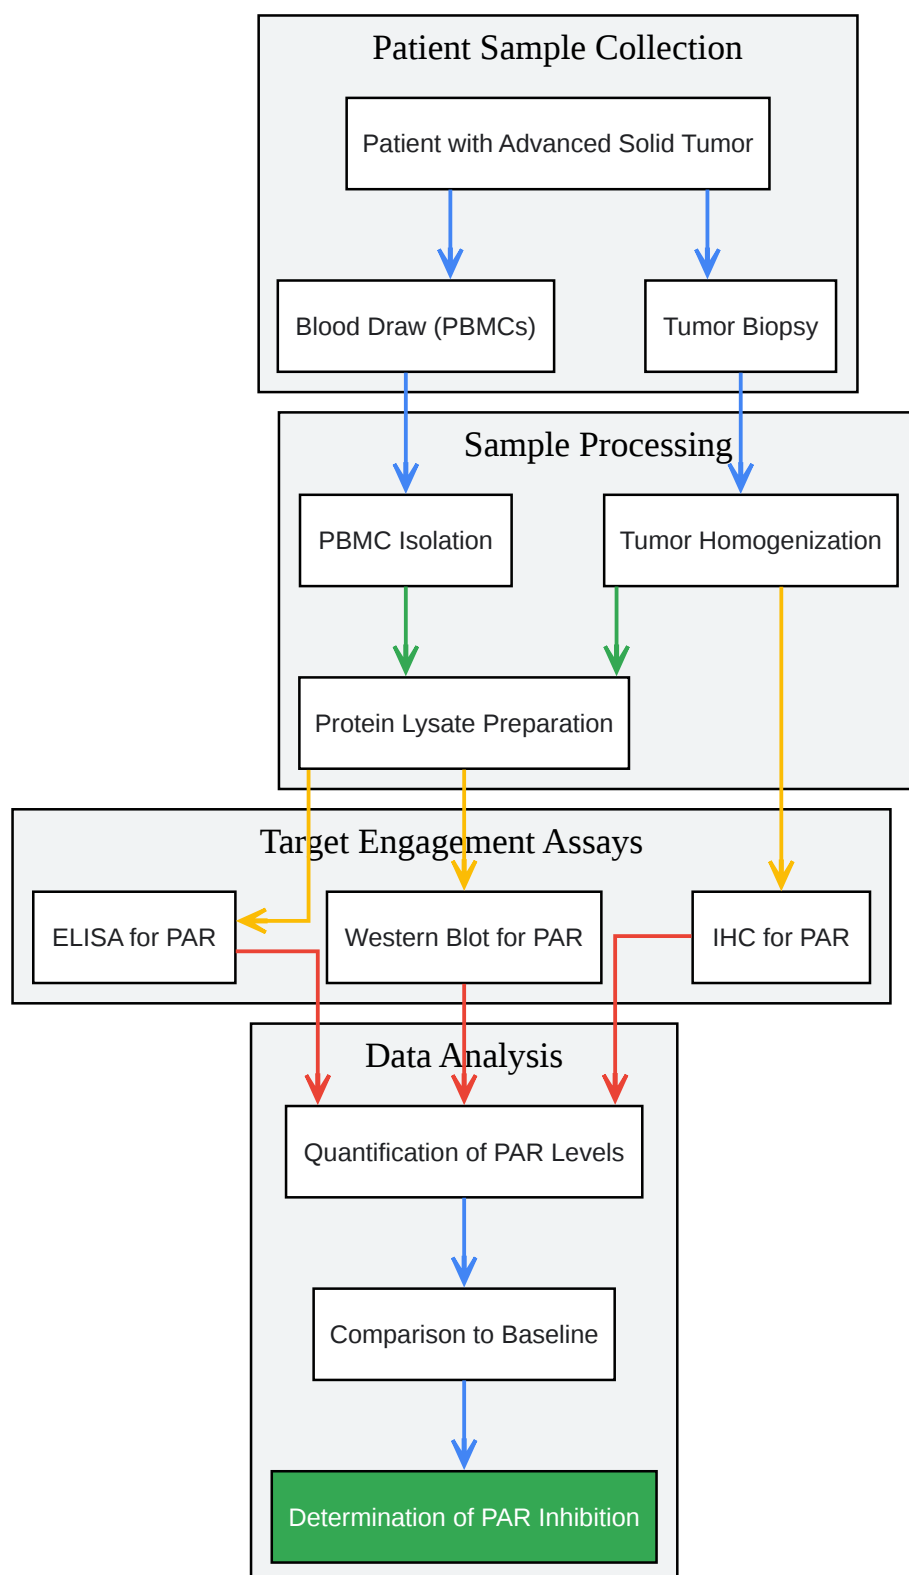 Patient Sample Collection
Patient with Advanced Solid Tumor
Blood Draw (PBMCs)
Tumor Biopsy
Sample Processing
PBMC Isolation
Tumor Homogenization
Protein Lysate Preparation
Target Engagement Assays
ELISA for PAR
Western Blot for PAR
IHC for PAR
Data Analysis
Quantification of PAR Levels
Comparison to Baseline
Determination of PAR Inhibition